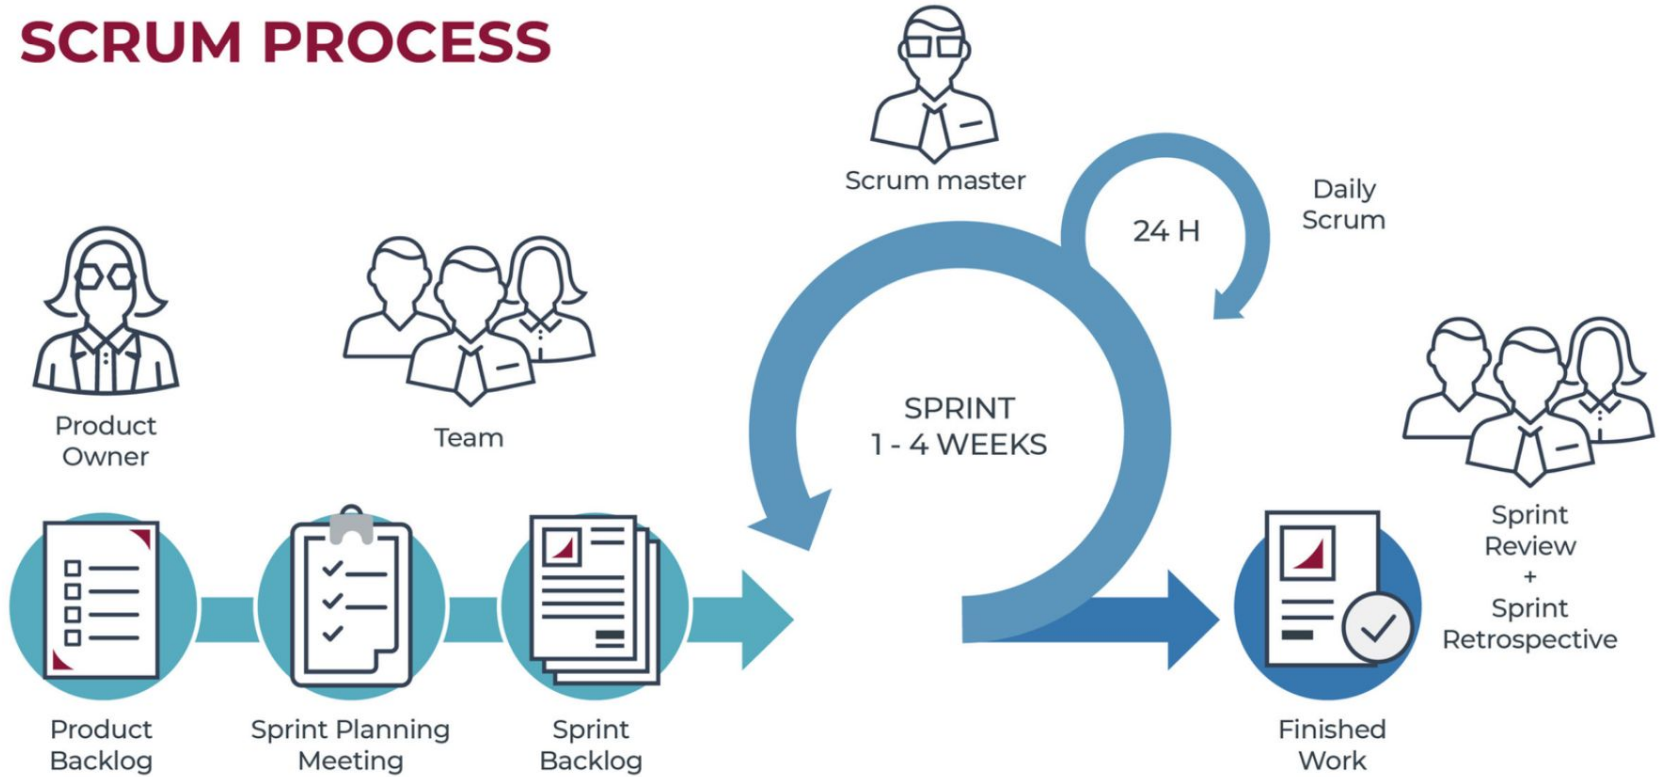 SCRUM PROCESS
Scrum master
Daily
Scrum
24 H
Product
Owner
Team
SPRINT
1 - 4 WEEKS
Sprint
Review
+
Sprint
Retrospective
Product
Backlog
Sprint Planning
Meeting
Sprint
Backlog
Finished
Work